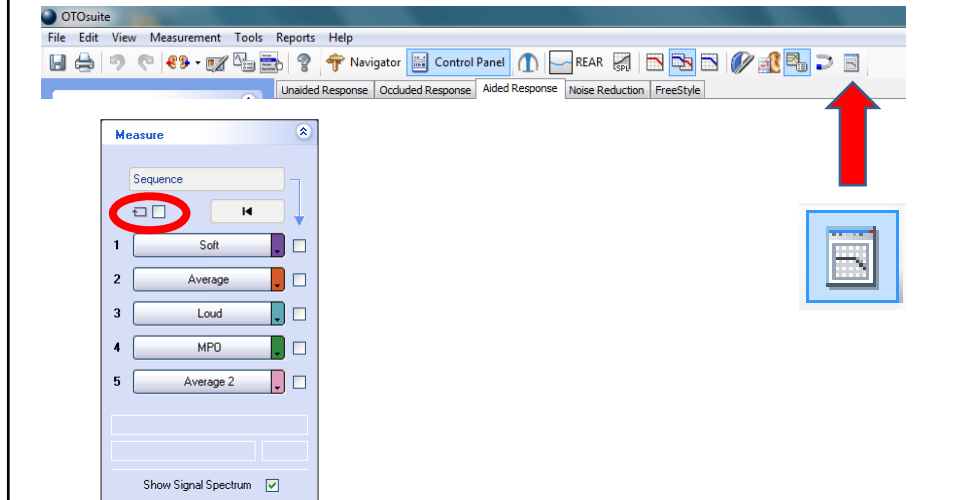 OTOsuite
File Edit View Measurement Tools Reports Help
Navigator Control Panel REAR SPL
Unaided Response Occluded Response Aided Response Noise Reduction FreeStyle
Measure
Sequence
1 Soft
2 Average
3 Loud
4 MPO
5 Average 2
Show Signal Spectrum